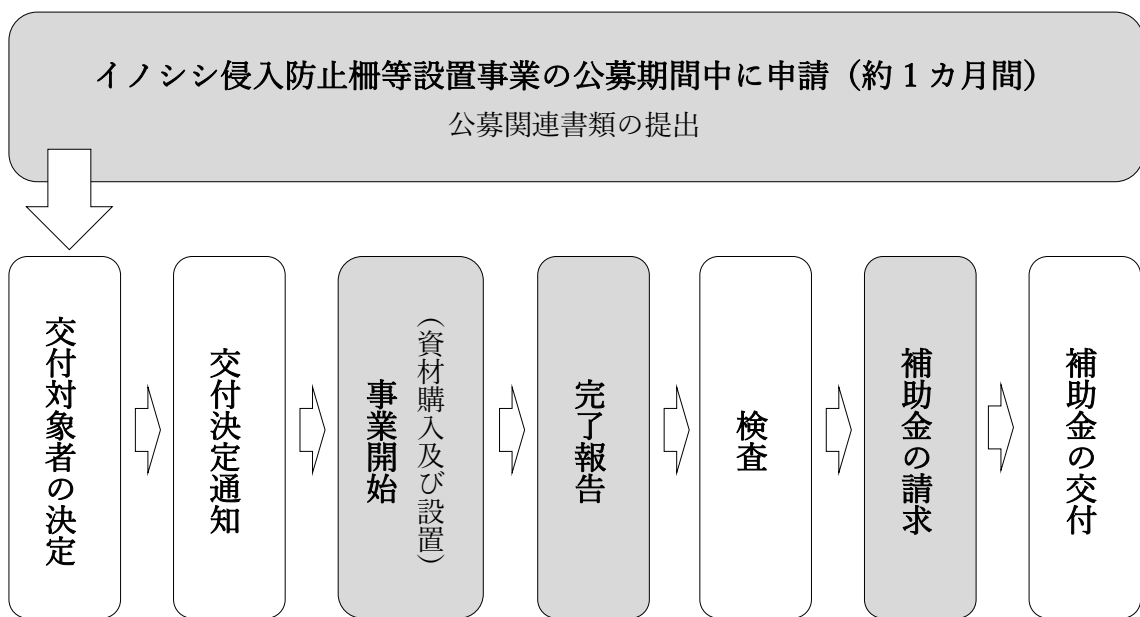 イノシシ侵入防止柵等設置事業の公募期間中に申請（約１カ月間）
公募関連書類の提出
交付対象者の決定
交付決定通知
事業開始
（資材購入及び設置）
完了報告
検査
補助金の請求
補助金の交付